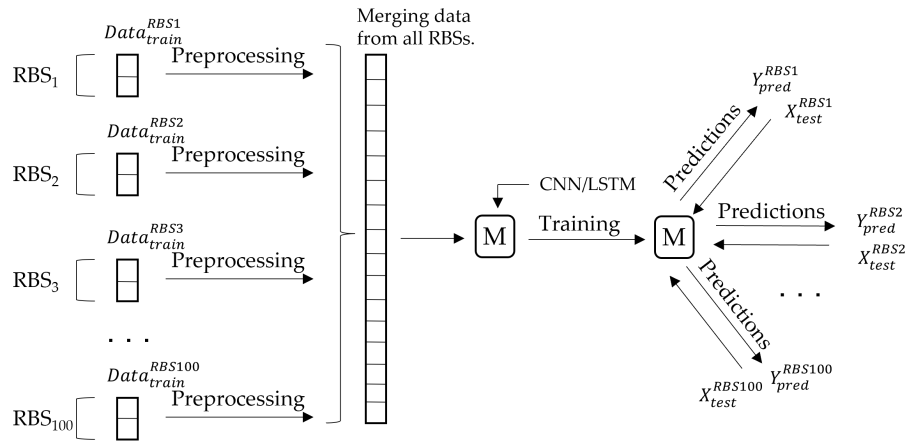 Merging data
from all RBSs.
Data_train^RBS1
Preprocessing
RBS_1
Data_train^RBS2
Preprocessing
RBS_2
Data_train^RBS3
Preprocessing
RBS_3
. . .
Data_train^RBS100
Preprocessing
RBS_100
CNN/LSTM
M
Training
M
Predictions
Y_pred^RBS1
X_test^RBS1
Predictions
Y_pred^RBS2
X_test^RBS2
. . .
Predictions
Y_pred^RBS100
X_test^RBS100